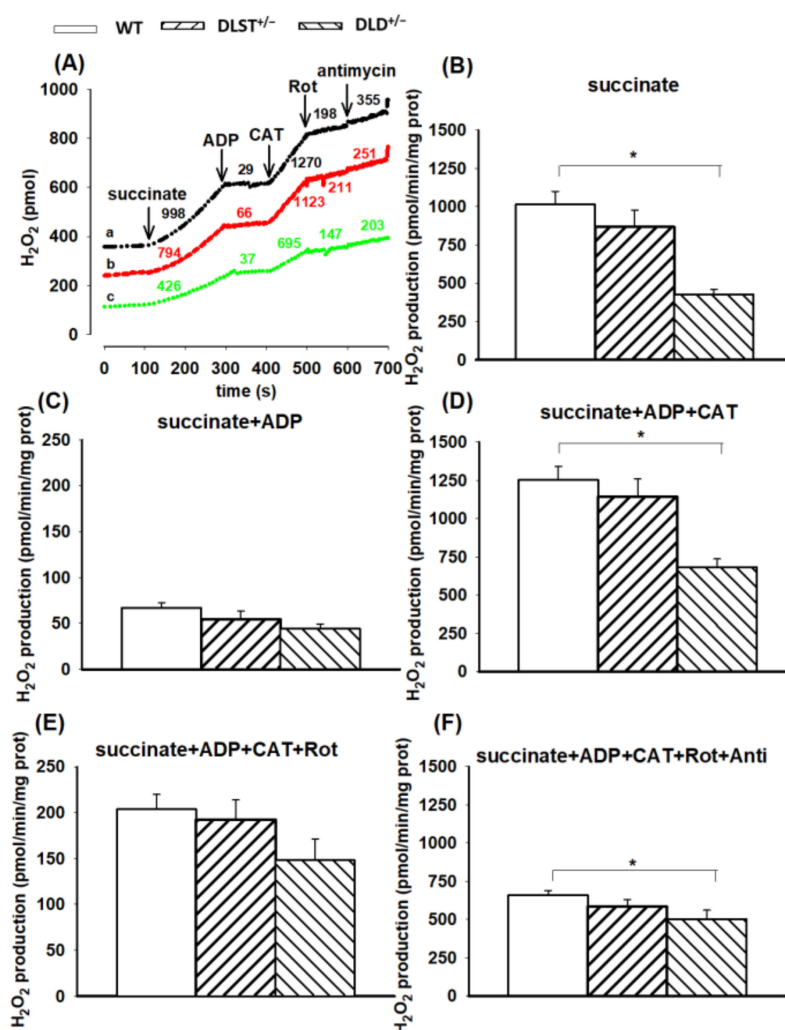 WT DLST+/− DLD+/−
(A)
1000
800
600
400
200
0
H₂O₂ (pmol)
succinate
ADP
CAT
Rot
antimycin
a
998
29
1270
198
355
b
794
66
1123
211
251
c
426
37
695
147
203
0 100 200 300 400 500 600 700
time (s)
(B)
succinate
1500
1250
1000
750
500
250
0
H₂O₂ production (pmol/min/mg prot)
*
(C)
succinate+ADP
250
200
150
100
50
0
H₂O₂ production (pmol/min/mg prot)
(D)
succinate+ADP+CAT
1500
1250
1000
750
500
250
0
H₂O₂ production (pmol/min/mg prot)
*
(E)
succinate+ADP+CAT+Rot
250
200
150
100
50
0
H₂O₂ production (pmol/min/mg prot)
(F)
succinate+ADP+CAT+Rot+Anti
1500
1250
1000
750
500
250
0
H₂O₂ production (pmol/min/mg prot)
*